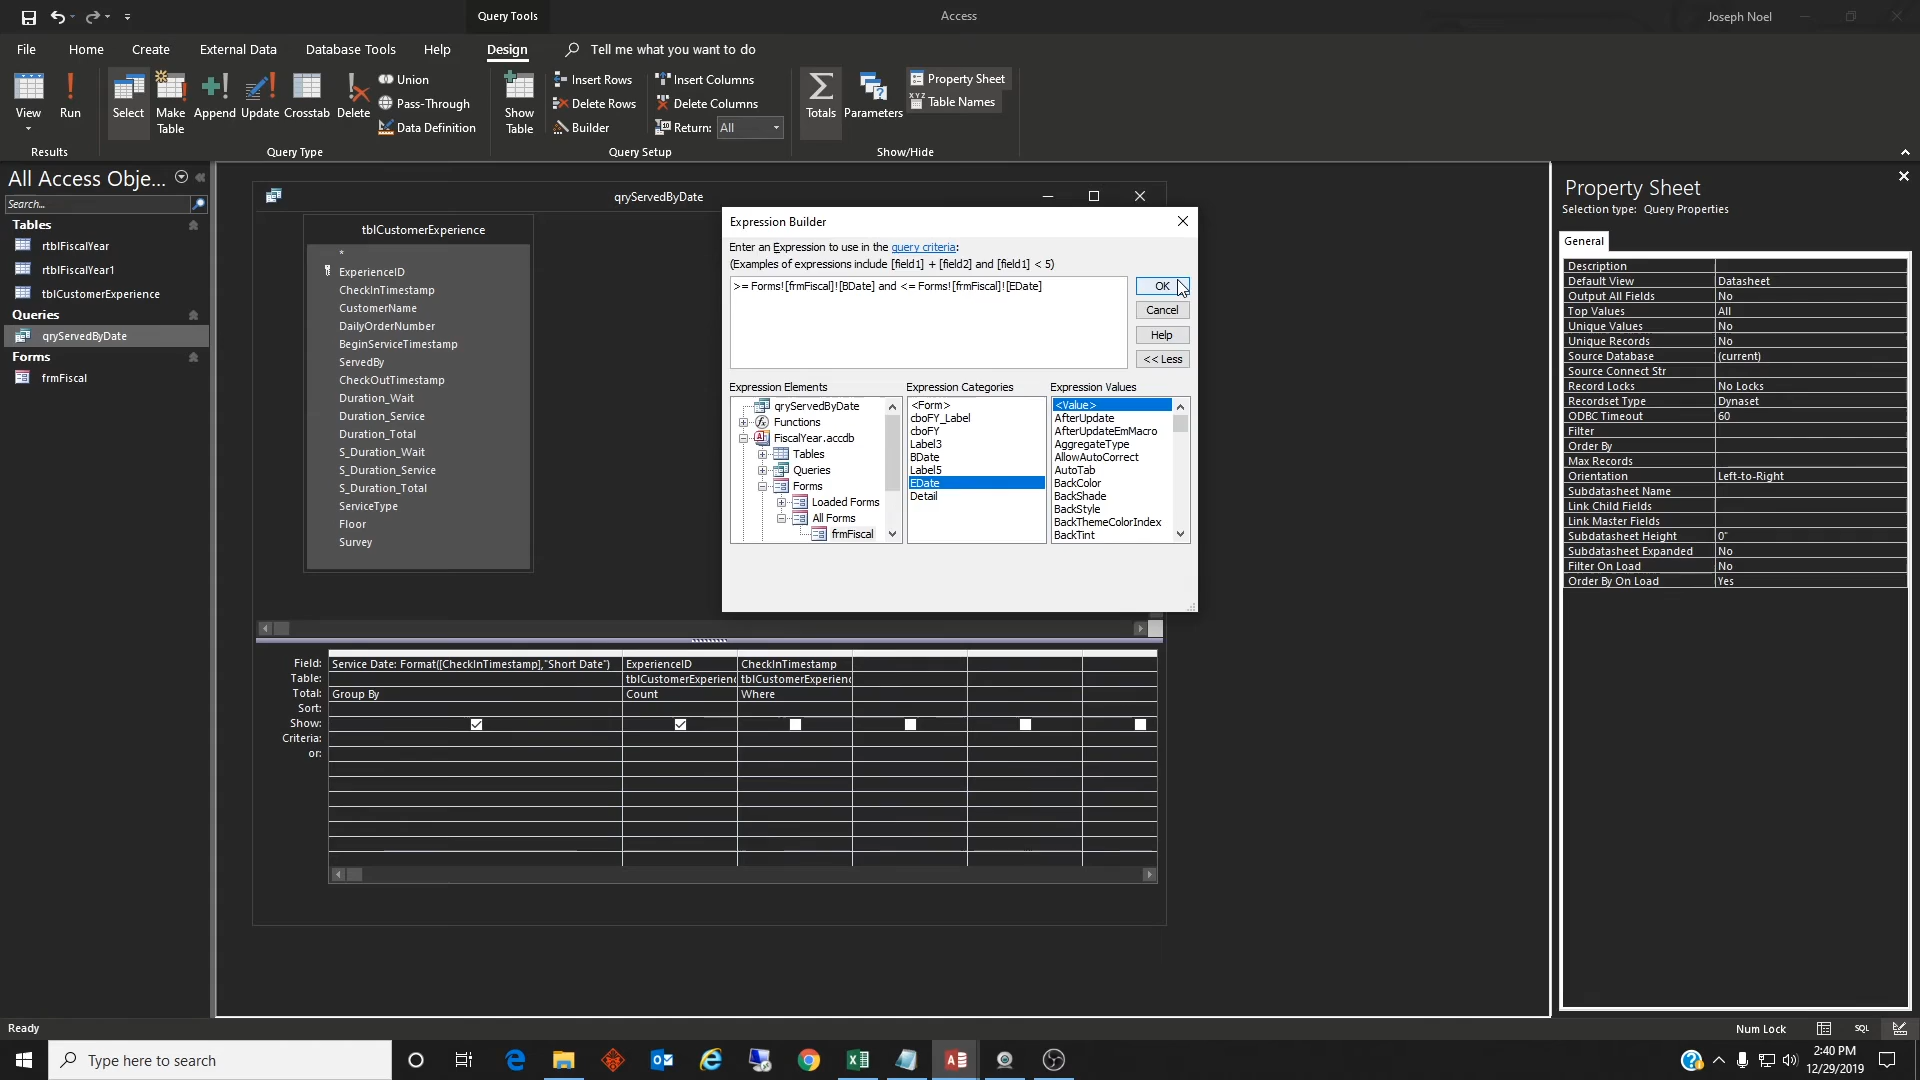 Query Tools
Access
Joseph Noel
File
Home
Create
External Data
Database Tools
Help
Design
Tell me what you want to do
View
Run
Select
Make
Table
Append
Update
Crosstab
Delete
Union
Pass-Through
Data Definition
Show
Table
Insert Rows
Delete Rows
Builder
Insert Columns
Delete Columns
Return:
All
Totals
Parameters
Property Sheet
XYZ
Table Names
Results
Query Type
Query Setup
Show/Hide
All Access Obje...
Search...
Tables
rtblFiscalYear
rtblFiscalYear1
tblCustomerExperience
Queries
qryServedByDate
Forms
frmFiscal
qryServedByDate
tblCustomerExperience
*
ExperienceID
CheckInTimestamp
CustomerName
DailyOrderNumber
BeginServiceTimestamp
ServedBy
CheckOutTimestamp
Duration_Wait
Duration_Service
Duration_Total
S_Duration_Wait
S_Duration_Service
S_Duration_Total
ServiceType
Floor
Survey
Expression Builder
Enter an Expression to use in the query criteria:
(Examples of expressions include [field1] + [field2] and [field1] < 5)
>= Forms![frmFiscal]![BDate] and <= Forms![frmFiscal]![EDate]
OK
Cancel
Help
<< Less
Expression Elements
qryServedByDate
Functions
FiscalYear.accdb
Tables
Queries
Forms
Loaded Forms
All Forms
frmFiscal
Expression Categories
<Form>
cboFY_Label
cboFY
Label3
BDate
Label5
EDate
Detail
Expression Values
<Value>
AfterUpdate
AfterUpdateEmMacro
AggregateType
AllowAutoCorrect
AutoTab
BackColor
BackShade
BackStyle
BackThemeColorIndex
BackTint
Field: Service Date: Format([CheckInTimestamp],"Short Date") ExperienceID CheckInTimestamp
Table: tblCustomerExperienc tblCustomerExperienc
Total: Group By Count Where
Sort:
Show:
Criteria:
or:
Property Sheet
Selection type: Query Properties
General
Description
Default View Datasheet
Output All Fields No
Top Values All
Unique Values No
Unique Records No
Source Database (current)
Source Connect Str
Record Locks No Locks
Recordset Type Dynaset
ODBC Timeout 60
Filter
Order By
Max Records
Orientation Left-to-Right
Subdatasheet Name
Link Child Fields
Link Master Fields
Subdatasheet Height 0"
Subdatasheet Expanded No
Filter On Load No
Order By On Load Yes
Ready
Num Lock
SQL
Type here to search
2:40 PM
12/29/2019